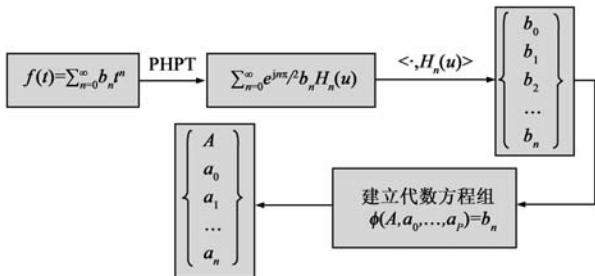 f(t)=∑_{n=0}^{∞} b_n t^n
PHPT
∑_{n=0}^{∞} e^{jnπ/2} b_n H_n(u)
<·,H_n(u)>
b_0
b_1
b_2
…
b_n
A
a_0
a_1
…
a_n
建立代数方程组
ϕ(A,a_0,…,a_P)=b_n